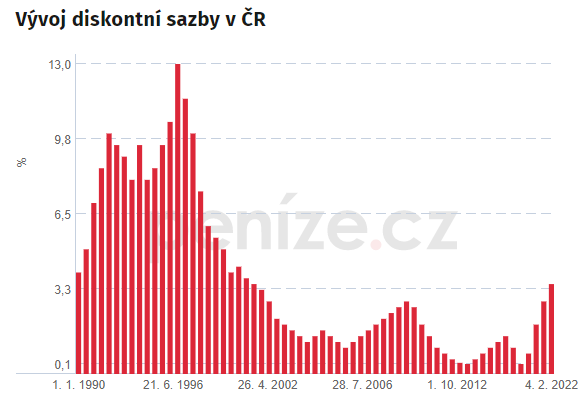 Vývoj diskontní sazby v ČR
13,0
9,8
%
6,5
peníze.cz
3,3
0,1
1. 1. 1990 21. 6. 1996 26. 4. 2002 28. 7. 2006 1. 10. 2012 4. 2. 2022